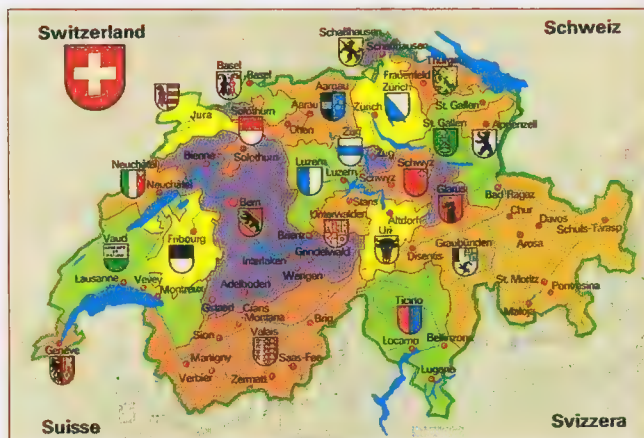 Switzerland
Schweiz
Schaffhausen
Schaffhausen
Basel
Basel
Thurgau
Frauenfeld
Zürich
Zürich
Aargau
Aarau
Jura
Solothurn
Olten
St. Gallen
St. Gallen
Appenzell
Zug
Zug
Bienne
Solothurn
Luzern
Luzern
Schwyz
Schwyz
Glarus
Neuchâtel
Neuchâtel
Bad Ragaz
Stans
Bern
Unterwalden
Altdorf
Uri
Chur
Davos
Schuls-Tarasp
Brienz
Grindelwald
Arosa
Disentis
Graubünden
Vaud
Fribourg
Interlaken
Wengen
Lausanne
Vevey
Montreux
Adelboden
Gstaad
Crans
Montana
St. Moritz
Pontresina
Maloja
Ticino
Brig
Sion
Valais
Locarno
Bellinzona
Genève
Martigny
Saas-Fee
Verbier
Zermatt
Lugano
Suisse
Svizzera